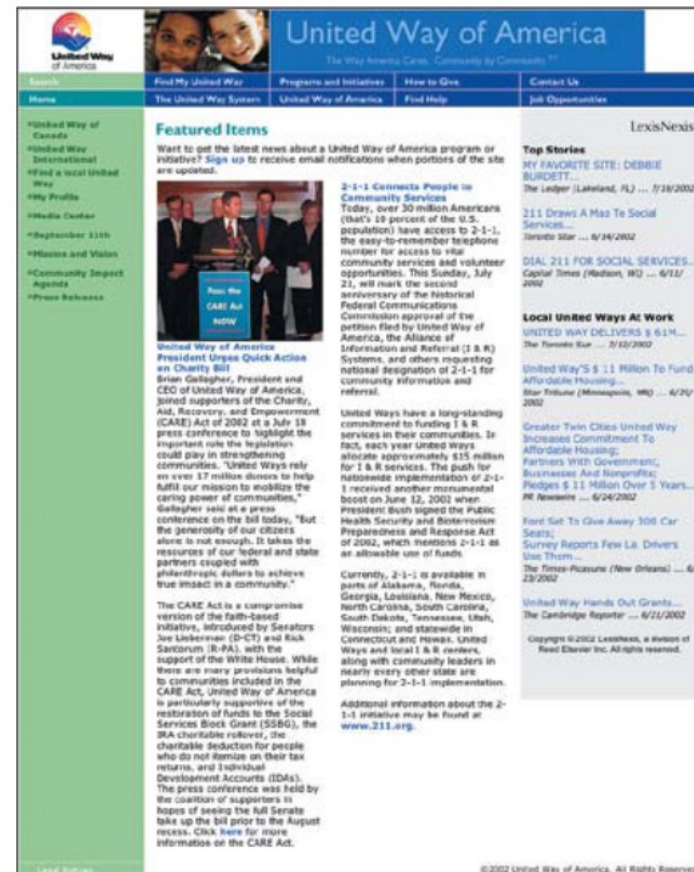 United Way
of America
United Way of America
The Way America Cares. Community by Community
Search
Find My United Way
Programs and Initiatives
How to Give
Contact Us
Home
The United Way System
United Way of America
Find Help
Job Opportunities
United Way of
Canada
United Way
International
Find a local United
Way
My Profile
Media Center
September 11th
Mission and Vision
Community Impact
Agenda
Press Releases
Featured Items
Want to get the latest news about a United Way of America program or
initiative? Sign up to receive email notifications when portions of the site
are updated.
Pass the
CARE Act
NOW
United Way of America
President Urges Quick Action
on Charity Bill
Brian Gallagher, President and
CEO of United Way of America,
joined supporters of the Charity,
Aid, Recovery, and Empowerment
(CARE) Act of 2002 at a July 18
press conference to highlight the
important role the legislation
could play in strengthening
communities. "United Ways rely
on over 17 million donors to help
fulfill our mission to mobilize the
caring power of communities,"
Gallagher said at a press
conference on the bill today, "But
the generosity of our citizens
alone is not enough. It takes the
resources of our federal and state
partners coupled with
philanthropic dollars to achieve
true impact in a community."
The CARE Act is a compromise
version of the faith-based
initiative, introduced by Senators
Joe Lieberman (D-CT) and Rick
Santorum (R-PA), with the
support of the White House. While
there are many provisions helpful
to communities included in the
CARE Act, United Way of America
is particularly supportive of the
restoration of funds to the Social
Services Block Grant (SSBG), the
IRA charitable rollover, the
charitable deduction for people
who do not itemize on their tax
returns, and Individual
Development Accounts (IDAs).
The press conference was held by
the coalition of supporters in
hopes of seeing the full Senate
take up the bill prior to the August
recess. Click here for more
information on the CARE Act.
2-1-1 Connects People to
Community Services
Today, over 30 million Americans
(that's 10 percent of the U.S.
population) have access to 2-1-1,
the easy-to-remember telephone
number for access to vital
community services and volunteer
opportunities. This Sunday, July
21, will mark the second
anniversary of the historical
Federal Communications
Commission approval of the
petition filed by United Way of
America, the Alliance of
Information and Referral (I & R)
Systems, and others requesting
national designation of 2-1-1 for
community information and
referral.
United Ways have a long-standing
commitment to funding I & R
services in their communities. In
fact, each year United Ways
allocate approximately $15 million
for I & R services. The push for
nationwide implementation of 2-1-
1 received another monumental
boost on June 12, 2002 when
President Bush signed the Public
Health Security and Bioterrorism
Preparedness and Response Act
of 2002, which mentions 2-1-1 as
an allowable use of funds.
Currently, 2-1-1 is available in
parts of Alabama, Florida,
Georgia, Louisiana, New Mexico,
North Carolina, South Carolina,
South Dakota, Tennessee, Utah,
Wisconsin; and statewide in
Connecticut and Hawaii. United
Ways and local I & R centers,
along with community leaders in
nearly every other state are
planning for 2-1-1 implementation.
Additional information about the 2-
1-1 initiative may be found at
www.211.org.
LexisNexis
Top Stories
MY FAVORITE SITE: DEBBIE
BURDETT...
The Ledger (Lakeland, FL) ... 7/18/2002
211 Draws A Maz Te Social
Services...
Toronto Star ... 6/14/2002
DIAL 211 FOR SOCIAL SERVICES...
Capital Times (Madison, WI) ... 6/11/
2002
Local United Ways At Work
UNITED WAY DELIVERS $ 61M...
The Toronto Sun ... 7/12/2002
United Way'S $ 11 Million To Fund
Affordable Housing...
Star Tribune (Minneapolis, MN) ...
2002
Greater Twin Cities United Way
Increases Commitment To
Affordable Housing;
Partners With Government,
Businesses And Nonprofits;
Pledges $ 11 Million Over 5 Years...
PR Newswire ... 6/24/2002
Ford Set To Give Away 308 Car
Seats;
Survey Reports Few La. Drivers
Use Them...
The Times-Picayune (New Orleans) ... 6/
23/2002
United Way Hands Out Grants...
The Cambridge Reporter ... 6/21/2002
Copyright ©2002 LexisNexis, a division of
Reed Elsevier Inc. All rights reserved.
Legal Notices
©2002 United Way of America. All Rights Reserved